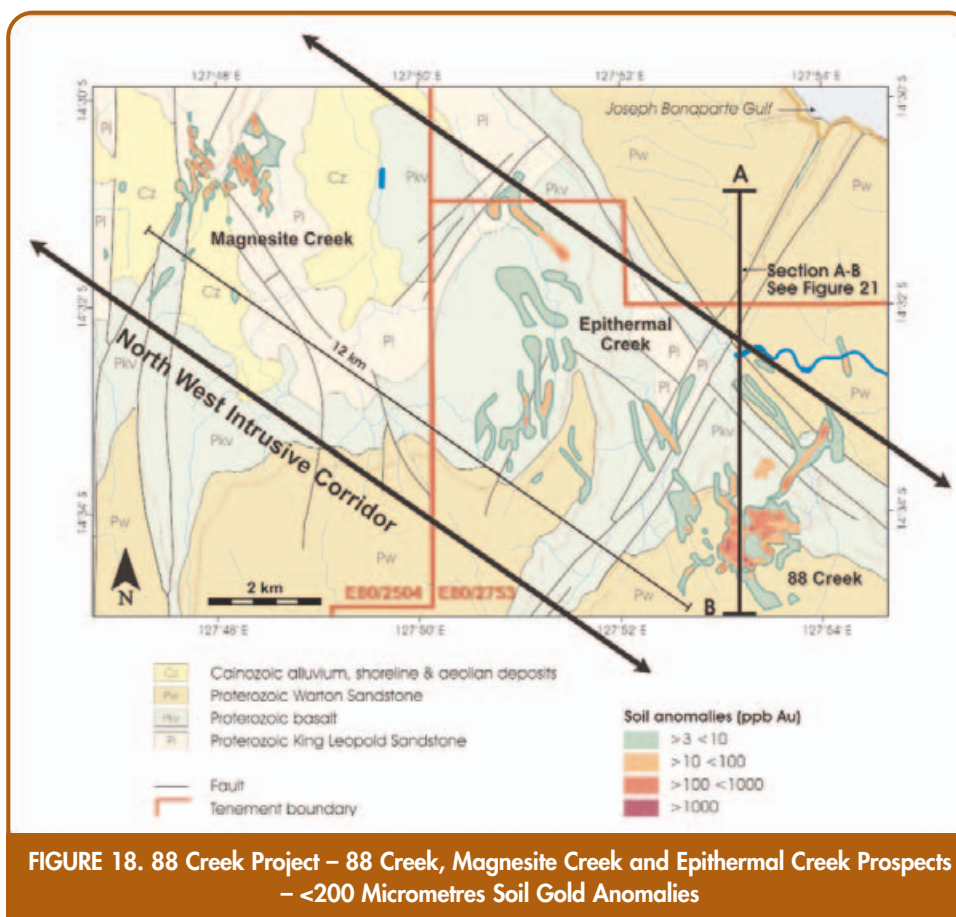 127°48' E
127°50' E
127°52' E
127°54' E
14°30' S
14°30' S
Joseph Bonaparte Gulf
Pl
Pw
A
Cz
Cz
Pkv
Pkv
Pl
Pl
Magnesite Creek
Pw
Section A-B
See Figure 21
14°32' S
14°32' S
Cz
Epithermal
Creek
12 km
Pl
Pl
Pl
Pw
Pkv
North West Intrusive Corridor
Pkv
Pkv
14°34' S
14°34' S
Pw
Pw
88 Creek
N
2 km
E80/2504
E80/2753
Pw
B
127°48' E
127°50' E
127°52' E
127°54' E
Cz Cainozoic alluvium, shoreline & aeolian deposits
Pw Proterozoic Warton Sandstone
Pkv Proterozoic basalt
Pl Proterozoic King Leopold Sandstone
Fault
Tenement boundary
Soil anomalies (ppb Au)
>3 <10
>10 <100
>100 <1000
>1000
FIGURE 18. 88 Creek Project – 88 Creek, Magnesite Creek and Epithermal Creek Prospects
– <200 Micrometres Soil Gold Anomalies